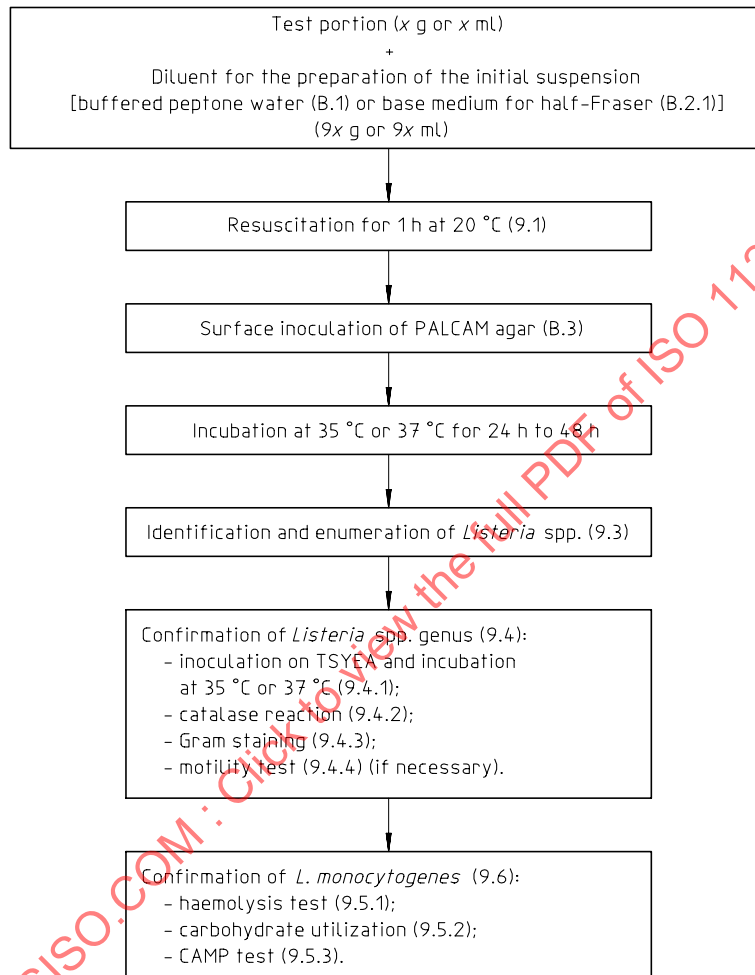 Test portion (x g or x ml)
+
Diluent for the preparation of the initial suspension
[buffered peptone water (B.1) or base medium for half-Fraser (B.2.1)]
(9x g or 9x ml)
Resuscitation for 1 h at 20 °C (9.1)
Surface inoculation of PALCAM agar (B.3)
Incubation at 35 °C or 37 °C for 24 h to 48 h
Identification and enumeration of Listeria spp. (9.3)
Confirmation of Listeria spp. genus (9.4):
– inoculation on TSYEA and incubation
at 35 °C or 37 °C (9.4.1);
– catalase reaction (9.4.2);
– Gram staining (9.4.3);
– motility test (9.4.4) (if necessary).
Confirmation of L. monocytogenes (9.6):
– haemolysis test (9.5.1);
– carbohydrate utilization (9.5.2);
– CAMP test (9.5.3).
SISO.COM : Click to view the full PDF of ISO